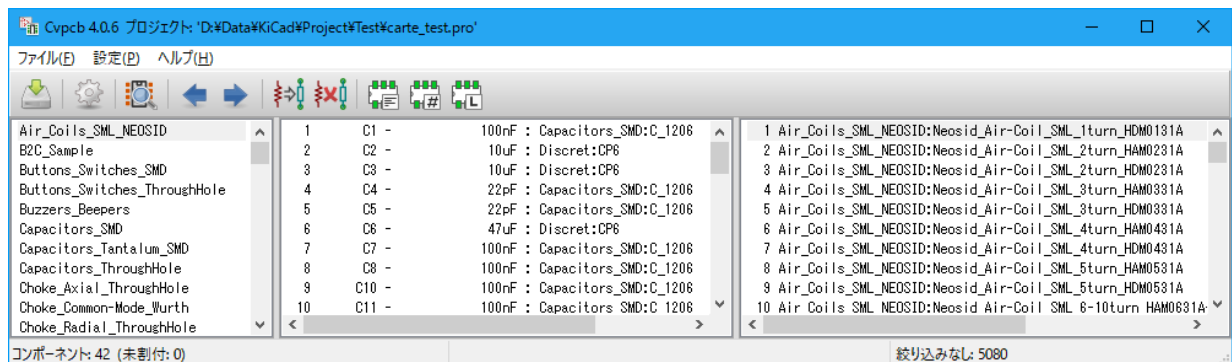 Cvpcb 4.0.6 プロジェクト: 'D:¥Data¥KiCad¥Project¥Test¥carte_test.pro'
ファイル(F) 設定(P) ヘルプ(H)
Air_Coils_SML_NEOSID
B2C_Sample
Buttons_Switches_SMD
Buttons_Switches_ThroughHole
Buzzers_Beepers
Capacitors_SMD
Capacitors_Tantalum_SMD
Capacitors_ThroughHole
Choke_Axial_ThroughHole
Choke_Common-Mode_Wurth
Choke_Radial_ThroughHole
1 C1 - 100nF : Capacitors_SMD:C_1206
2 C2 - 10uF : Discret:CP6
3 C3 - 10uF : Discret:CP6
4 C4 - 22pF : Capacitors_SMD:C_1206
5 C5 - 22pF : Capacitors_SMD:C_1206
6 C6 - 47uF : Discret:CP6
7 C7 - 100nF : Capacitors_SMD:C_1206
8 C8 - 100nF : Capacitors_SMD:C_1206
9 C10 - 100nF : Capacitors_SMD:C_1206
10 C11 - 100nF : Capacitors_SMD:C_1206
1 Air_Coils_SML_NEOSID:Neosid_Air-Coil_SML_1turn_HDM0131A
2 Air_Coils_SML_NEOSID:Neosid_Air-Coil_SML_2turn_HAM0231A
3 Air_Coils_SML_NEOSID:Neosid_Air-Coil_SML_2turn_HDM0231A
4 Air_Coils_SML_NEOSID:Neosid_Air-Coil_SML_3turn_HAM0331A
5 Air_Coils_SML_NEOSID:Neosid_Air-Coil_SML_3turn_HDM0331A
6 Air_Coils_SML_NEOSID:Neosid_Air-Coil_SML_4turn_HAM0431A
7 Air_Coils_SML_NEOSID:Neosid_Air-Coil_SML_4turn_HDM0431A
8 Air_Coils_SML_NEOSID:Neosid_Air-Coil_SML_5turn_HAM0531A
9 Air_Coils_SML_NEOSID:Neosid_Air-Coil_SML_5turn_HDM0531A
10 Air_Coils_SML_NEOSID:Neosid_Air-Coil_SML_6-10turn_HAM0631A-
コンポーネント: 42 (未割付: 0)
絞り込みなし: 5080